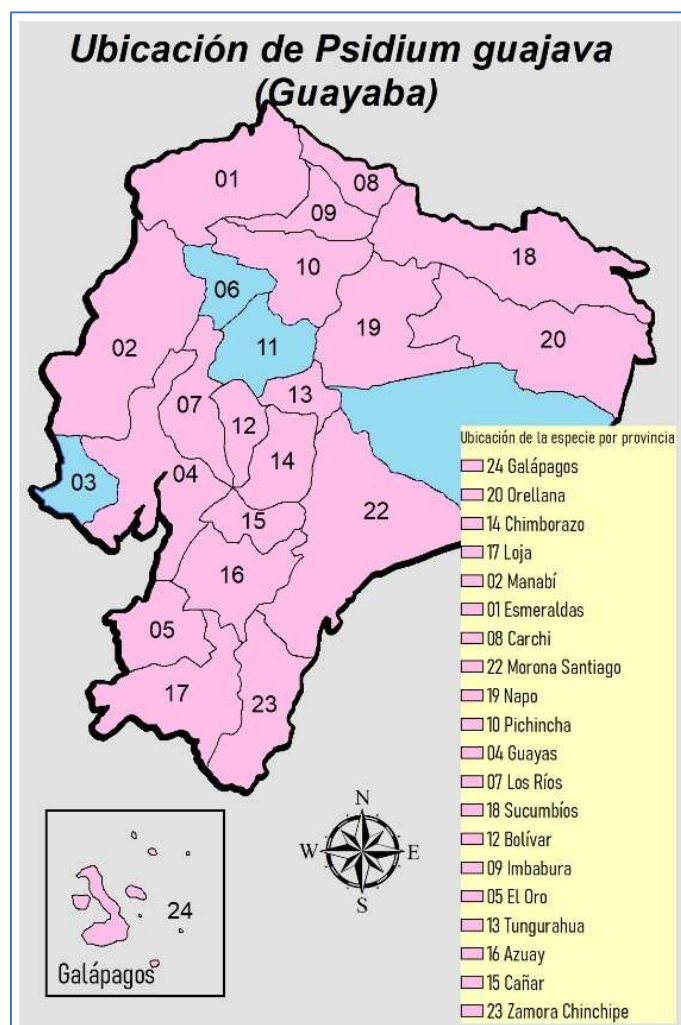 Ubicación de Psidium guajava
(Guayaba)
01
08
09
18
10
06
19
20
11
02
07
13
12
14
03
04
22
15
16
05
17
23
Ubicación de la especie por provincia
24 Galápagos
20 Orellana
14 Chimborazo
17 Loja
02 Manabí
01 Esmeraldas
08 Carchi
22 Morona Santiago
19 Napo
10 Pichincha
04 Guayas
07 Los Ríos
18 Sucumbíos
12 Bolívar
09 Imbabura
05 El Oro
13 Tungurahua
16 Azuay
15 Cañar
23 Zamora Chinchipe
N
W E
S
24
Galápagos